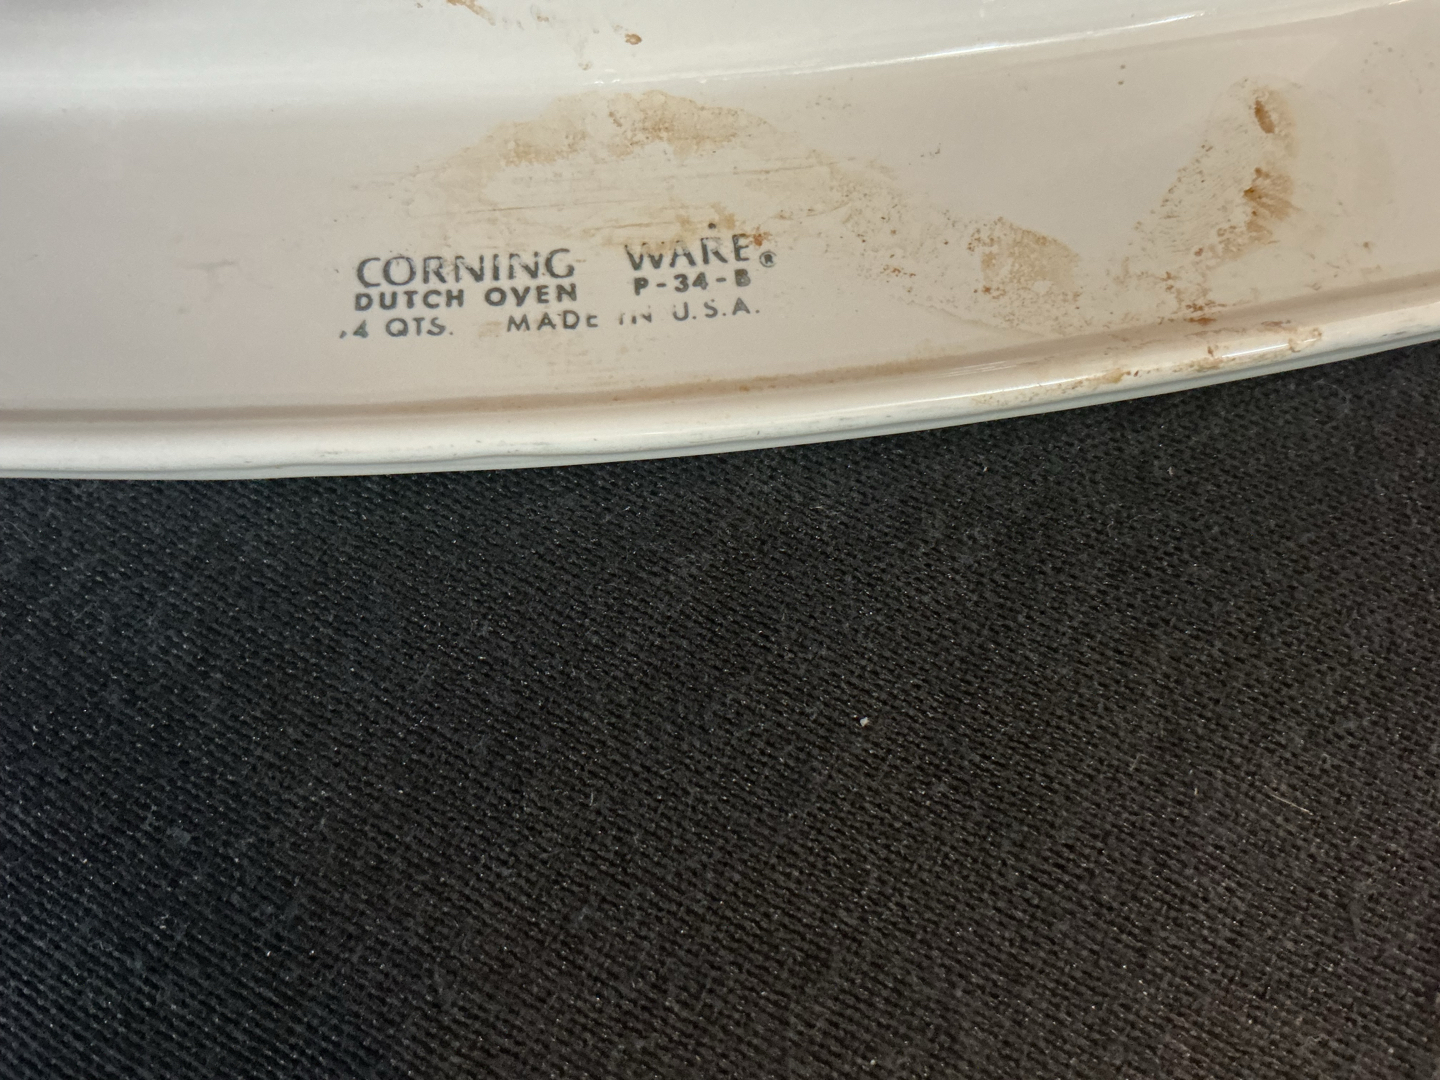 CORNING WARE®
DUTCH OVEN P-34-B
4 QTS. MADE IN U.S.A.